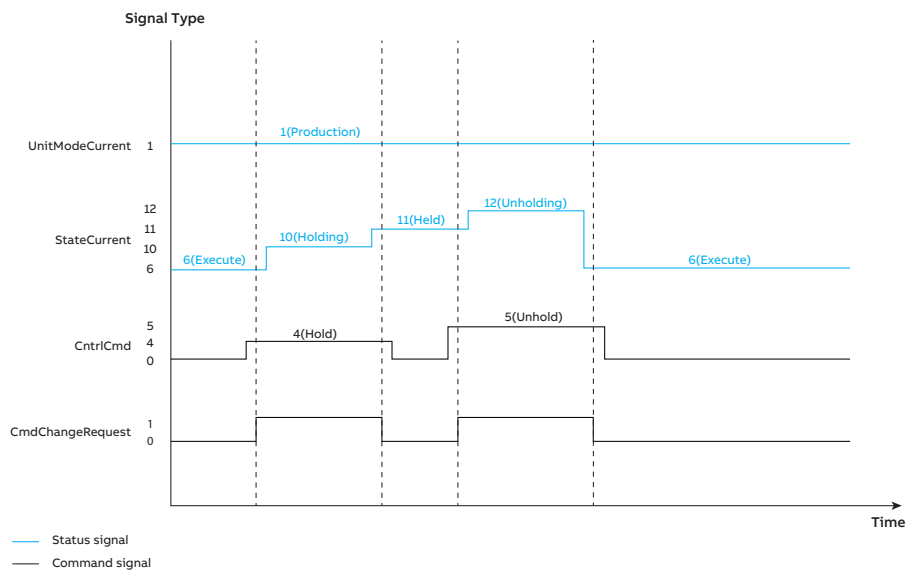 Signal Type
1(Production)
UnitModeCurrent 1
12 12(Unholding)
11 11(Held)
StateCurrent 10 10(Holding)
6 6(Execute) 6(Execute)
5 5(Unhold)
CntrlCmd 4 4(Hold)
0
CmdChangeRequest 1
0
Time
Status signal
Command signal